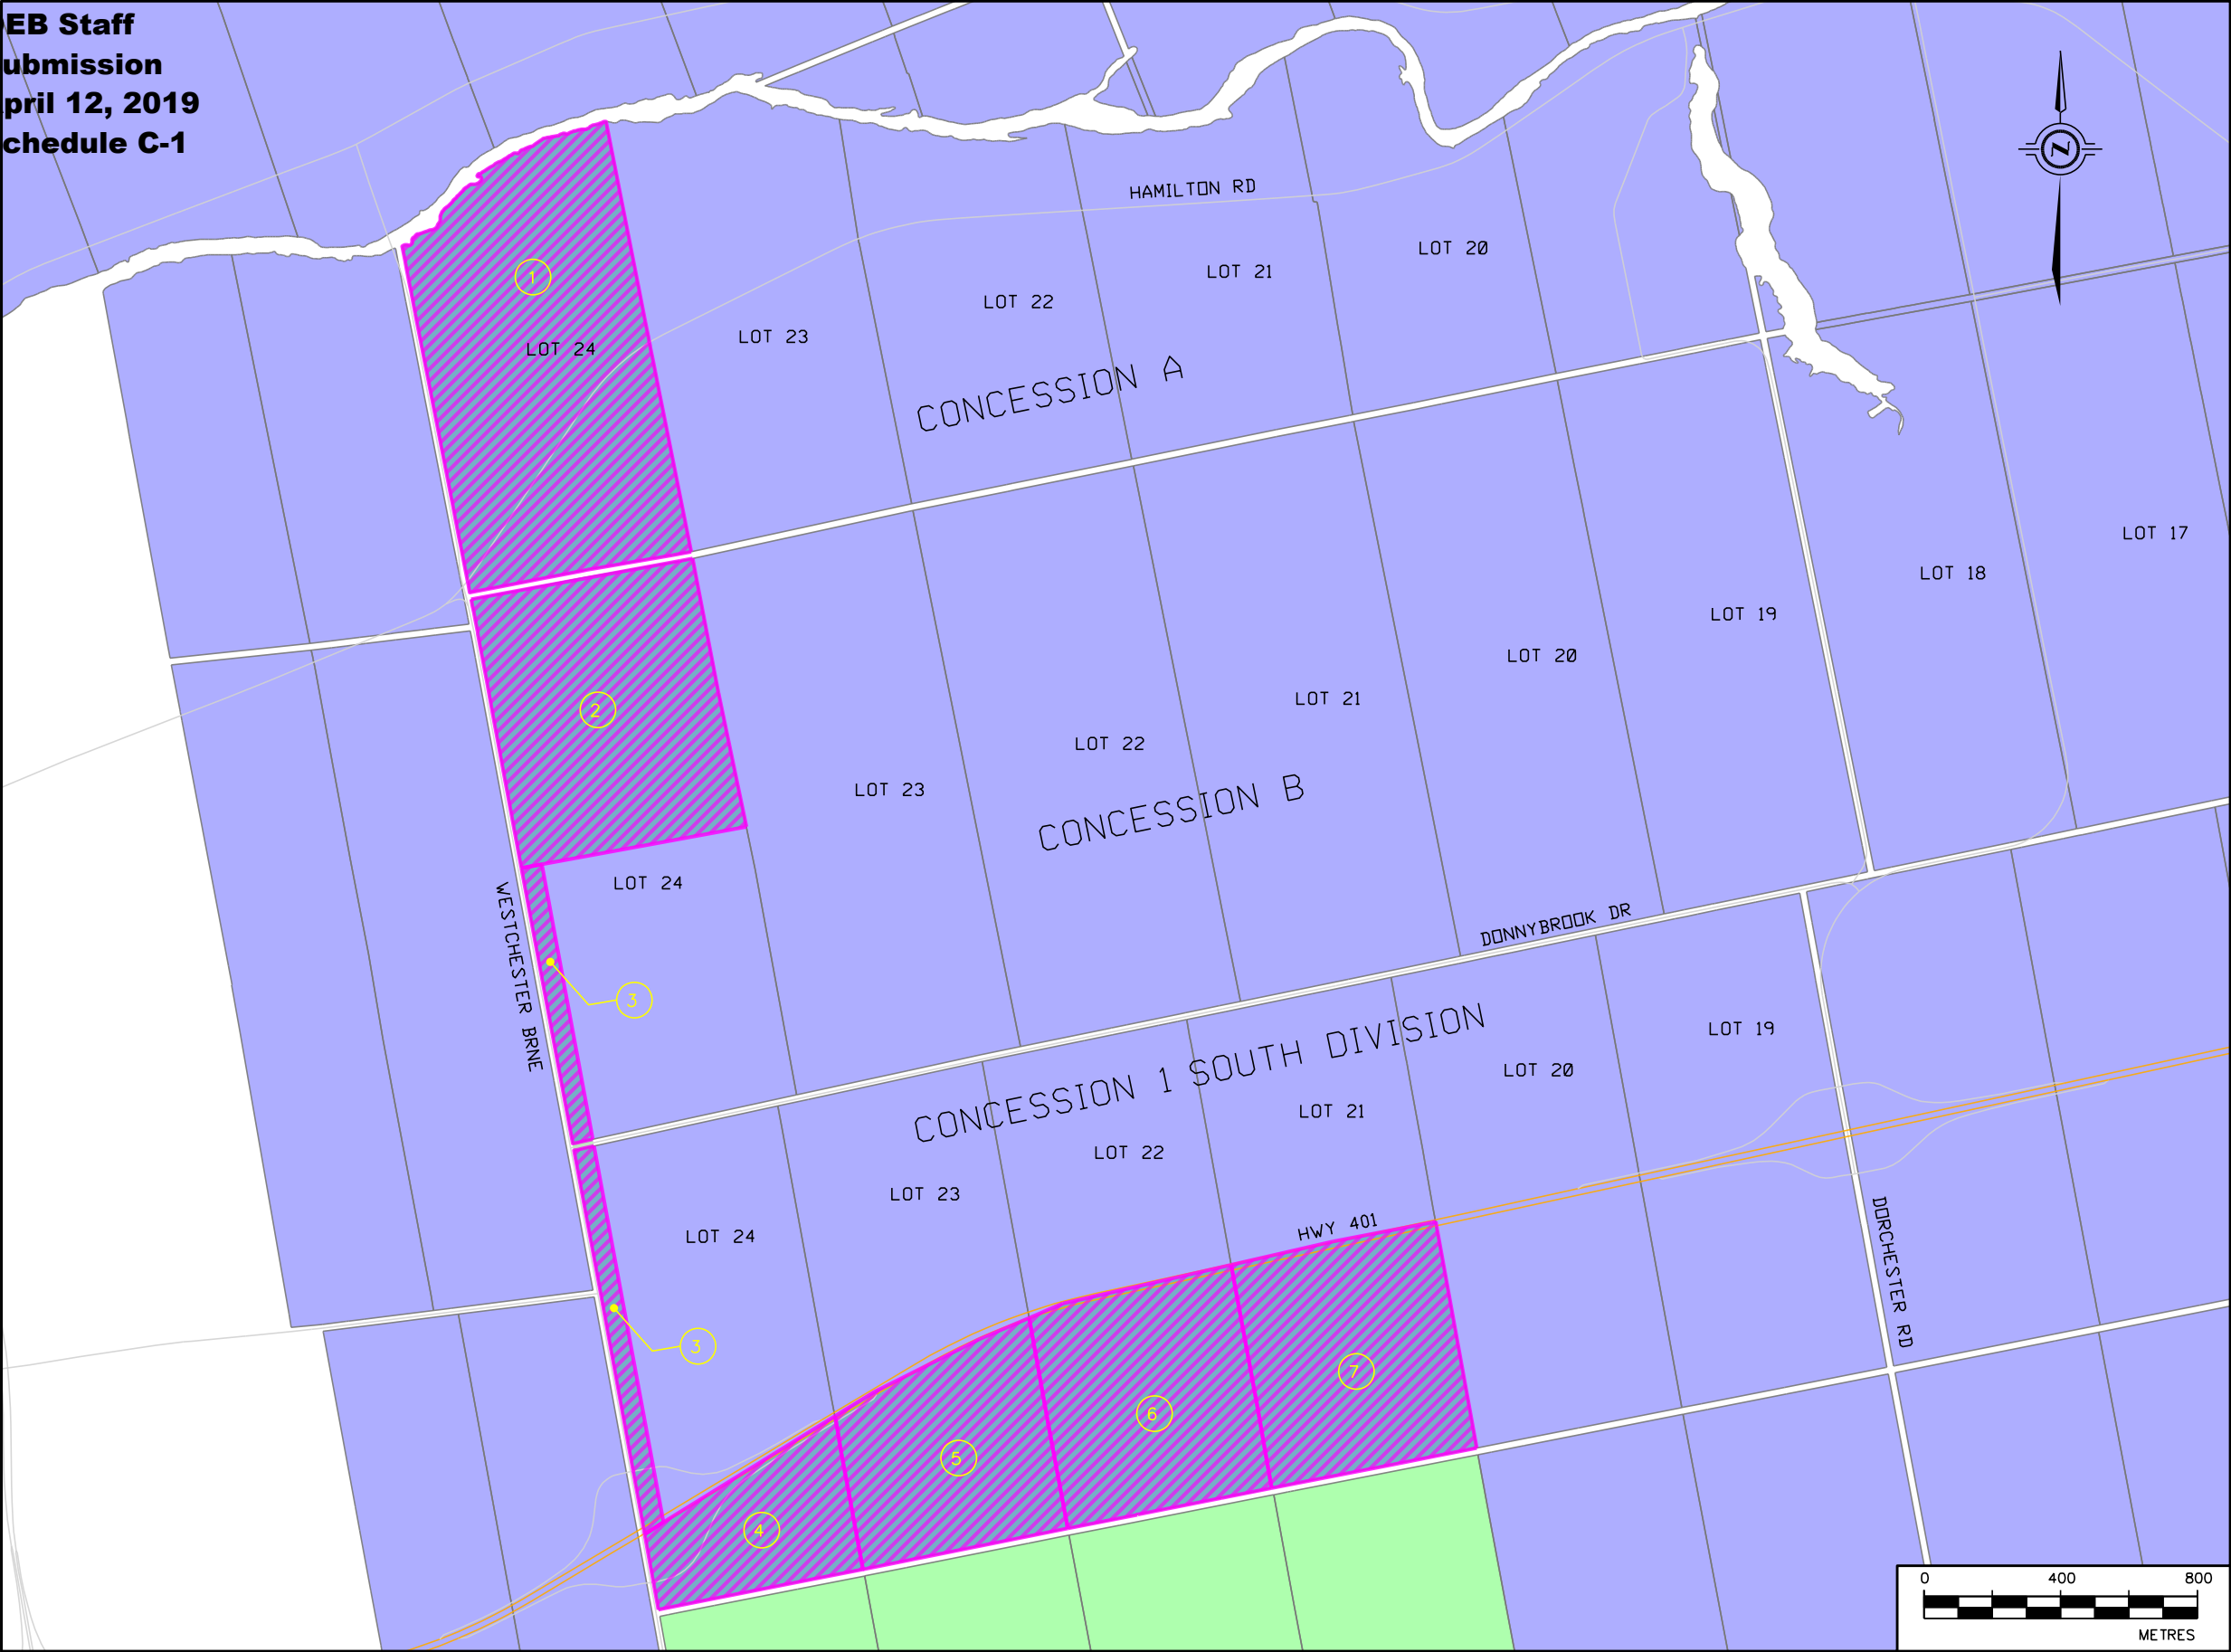 EB Staff
ubmission
pril 12, 2019
chedule C-1
N
HAMILTON RD
1
LOT 24
LOT 23
LOT 22
LOT 21
LOT 20
CONCESSION A
LOT 17
LOT 18
LOT 19
LOT 20
LOT 21
LOT 22
LOT 23
2
CONCESSION B
LOT 24
WESTCHESTER BRNE
3
DONNYBROOK DR
CONCESSION 1 SOUTH DIVISION
LOT 19
LOT 20
LOT 21
LOT 22
LOT 23
LOT 24
HWY 401
DORCHESTER RD
3
4
5
6
7
0 400 800
METRES